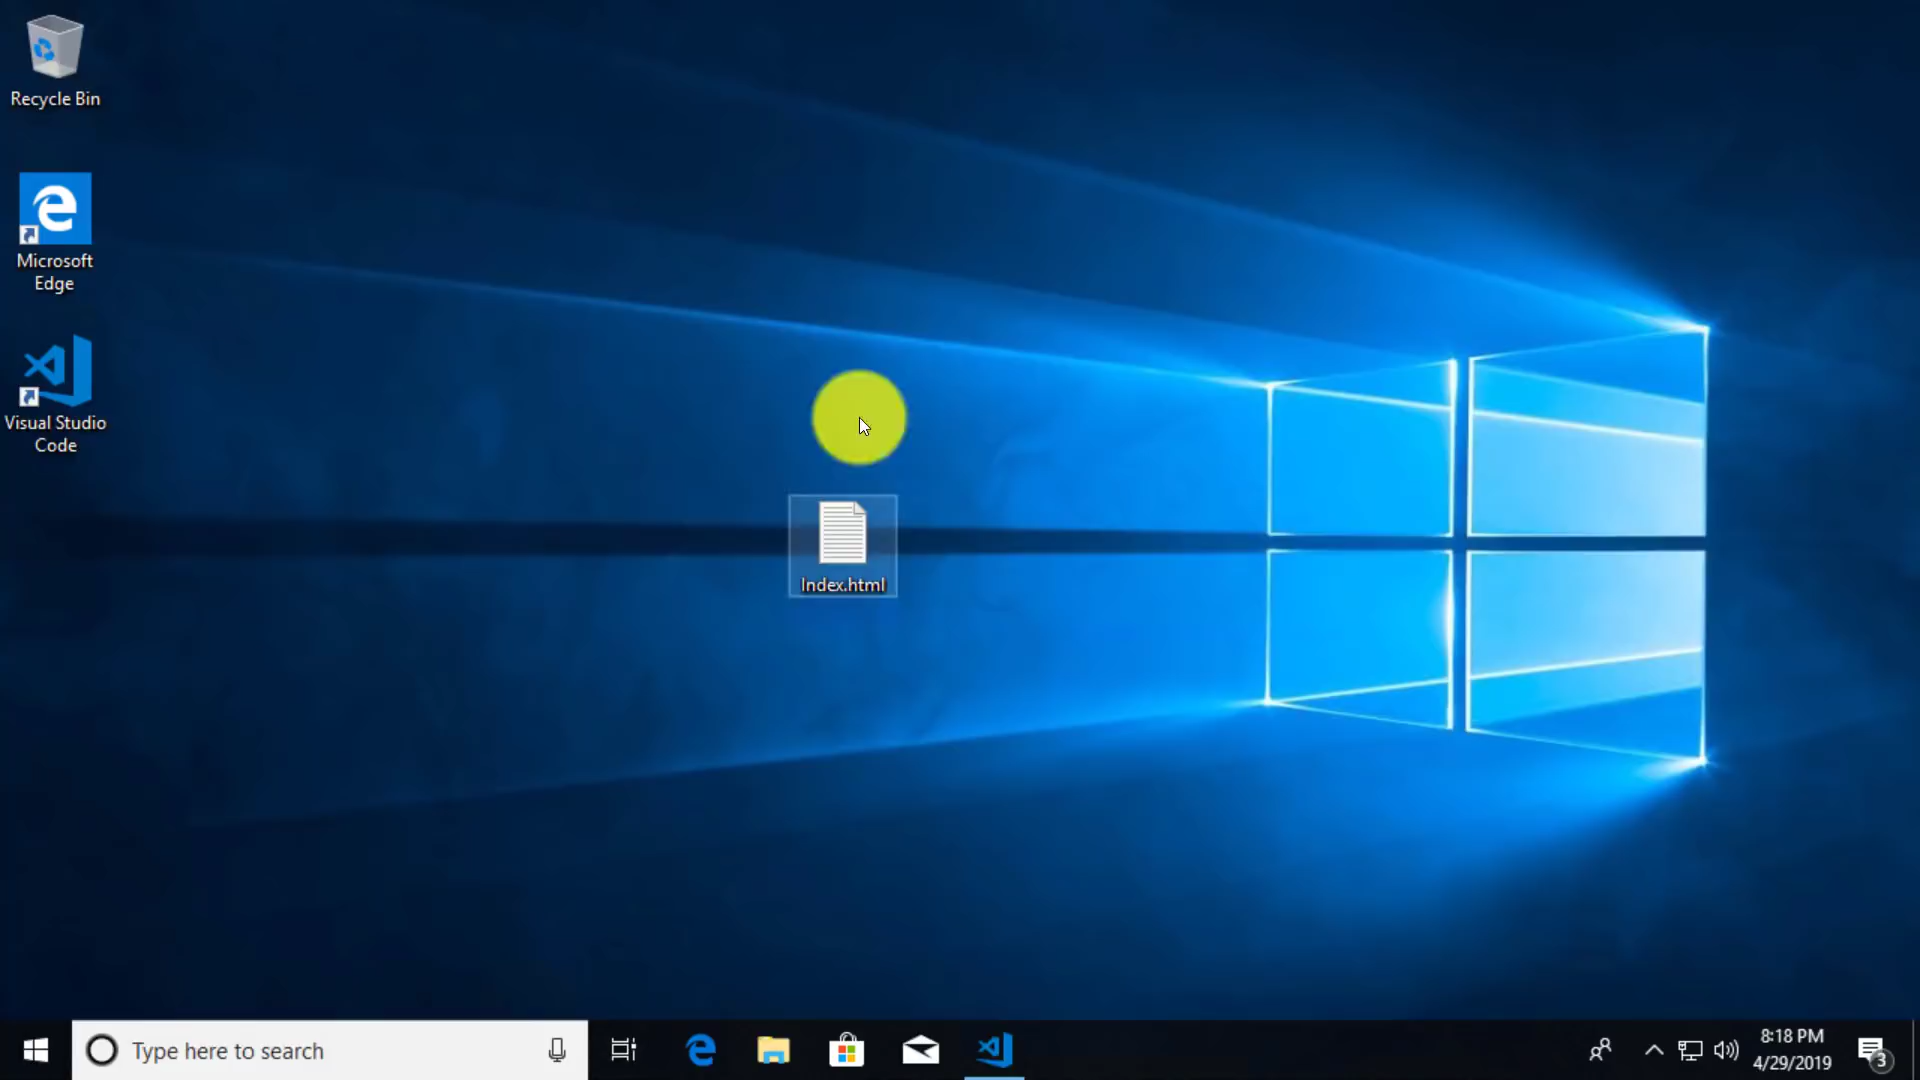 Recycle Bin
Microsoft
Edge
Visual Studio
Code
Index.html
Type here to search
8:18 PM
4/29/2019
3